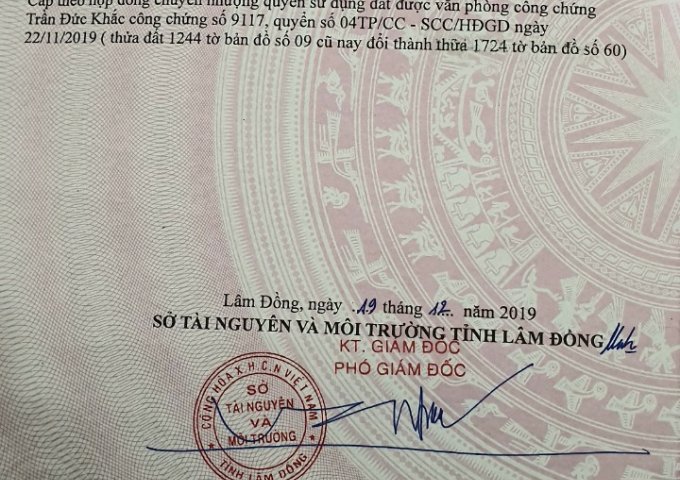 Cấp theo hợp đồng chuyển nhượng quyền sử dụng đất được văn phòng công chứng
Trần Đức Khắc công chứng số 9117, quyển số 04TP/CC - SCC/HĐGD ngày
22/11/2019 ( thửa đất 1244 tờ bản đồ số 09 cũ nay đổi thành thửa 1724 tờ bản đồ số 60)
Lâm Đồng, ngày .19 tháng .12. năm 2019
SỞ TÀI NGUYÊN VÀ MÔI TRƯỜNG TỈNH LÂM ĐỒNG
KT. GIÁM ĐỐC
PHÓ GIÁM ĐỐC
CỘNG HÒA X.H.C.N VIỆT NAM
SỞ
TÀI NGUYÊN
VÀ
MÔI TRƯỜNG
TỈNH LÂM ĐỒNG